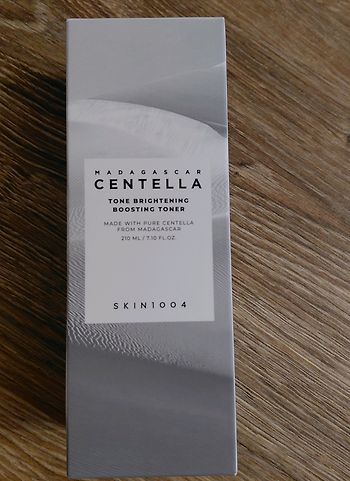 MADAGASCAR
CENTELLA
TONE BRIGHTENING
BOOSTING TONER
MADE WITH PURE CENTELLA
FROM MADAGASCAR
210 ML / 7.10 FL.OZ.
SKIN1004